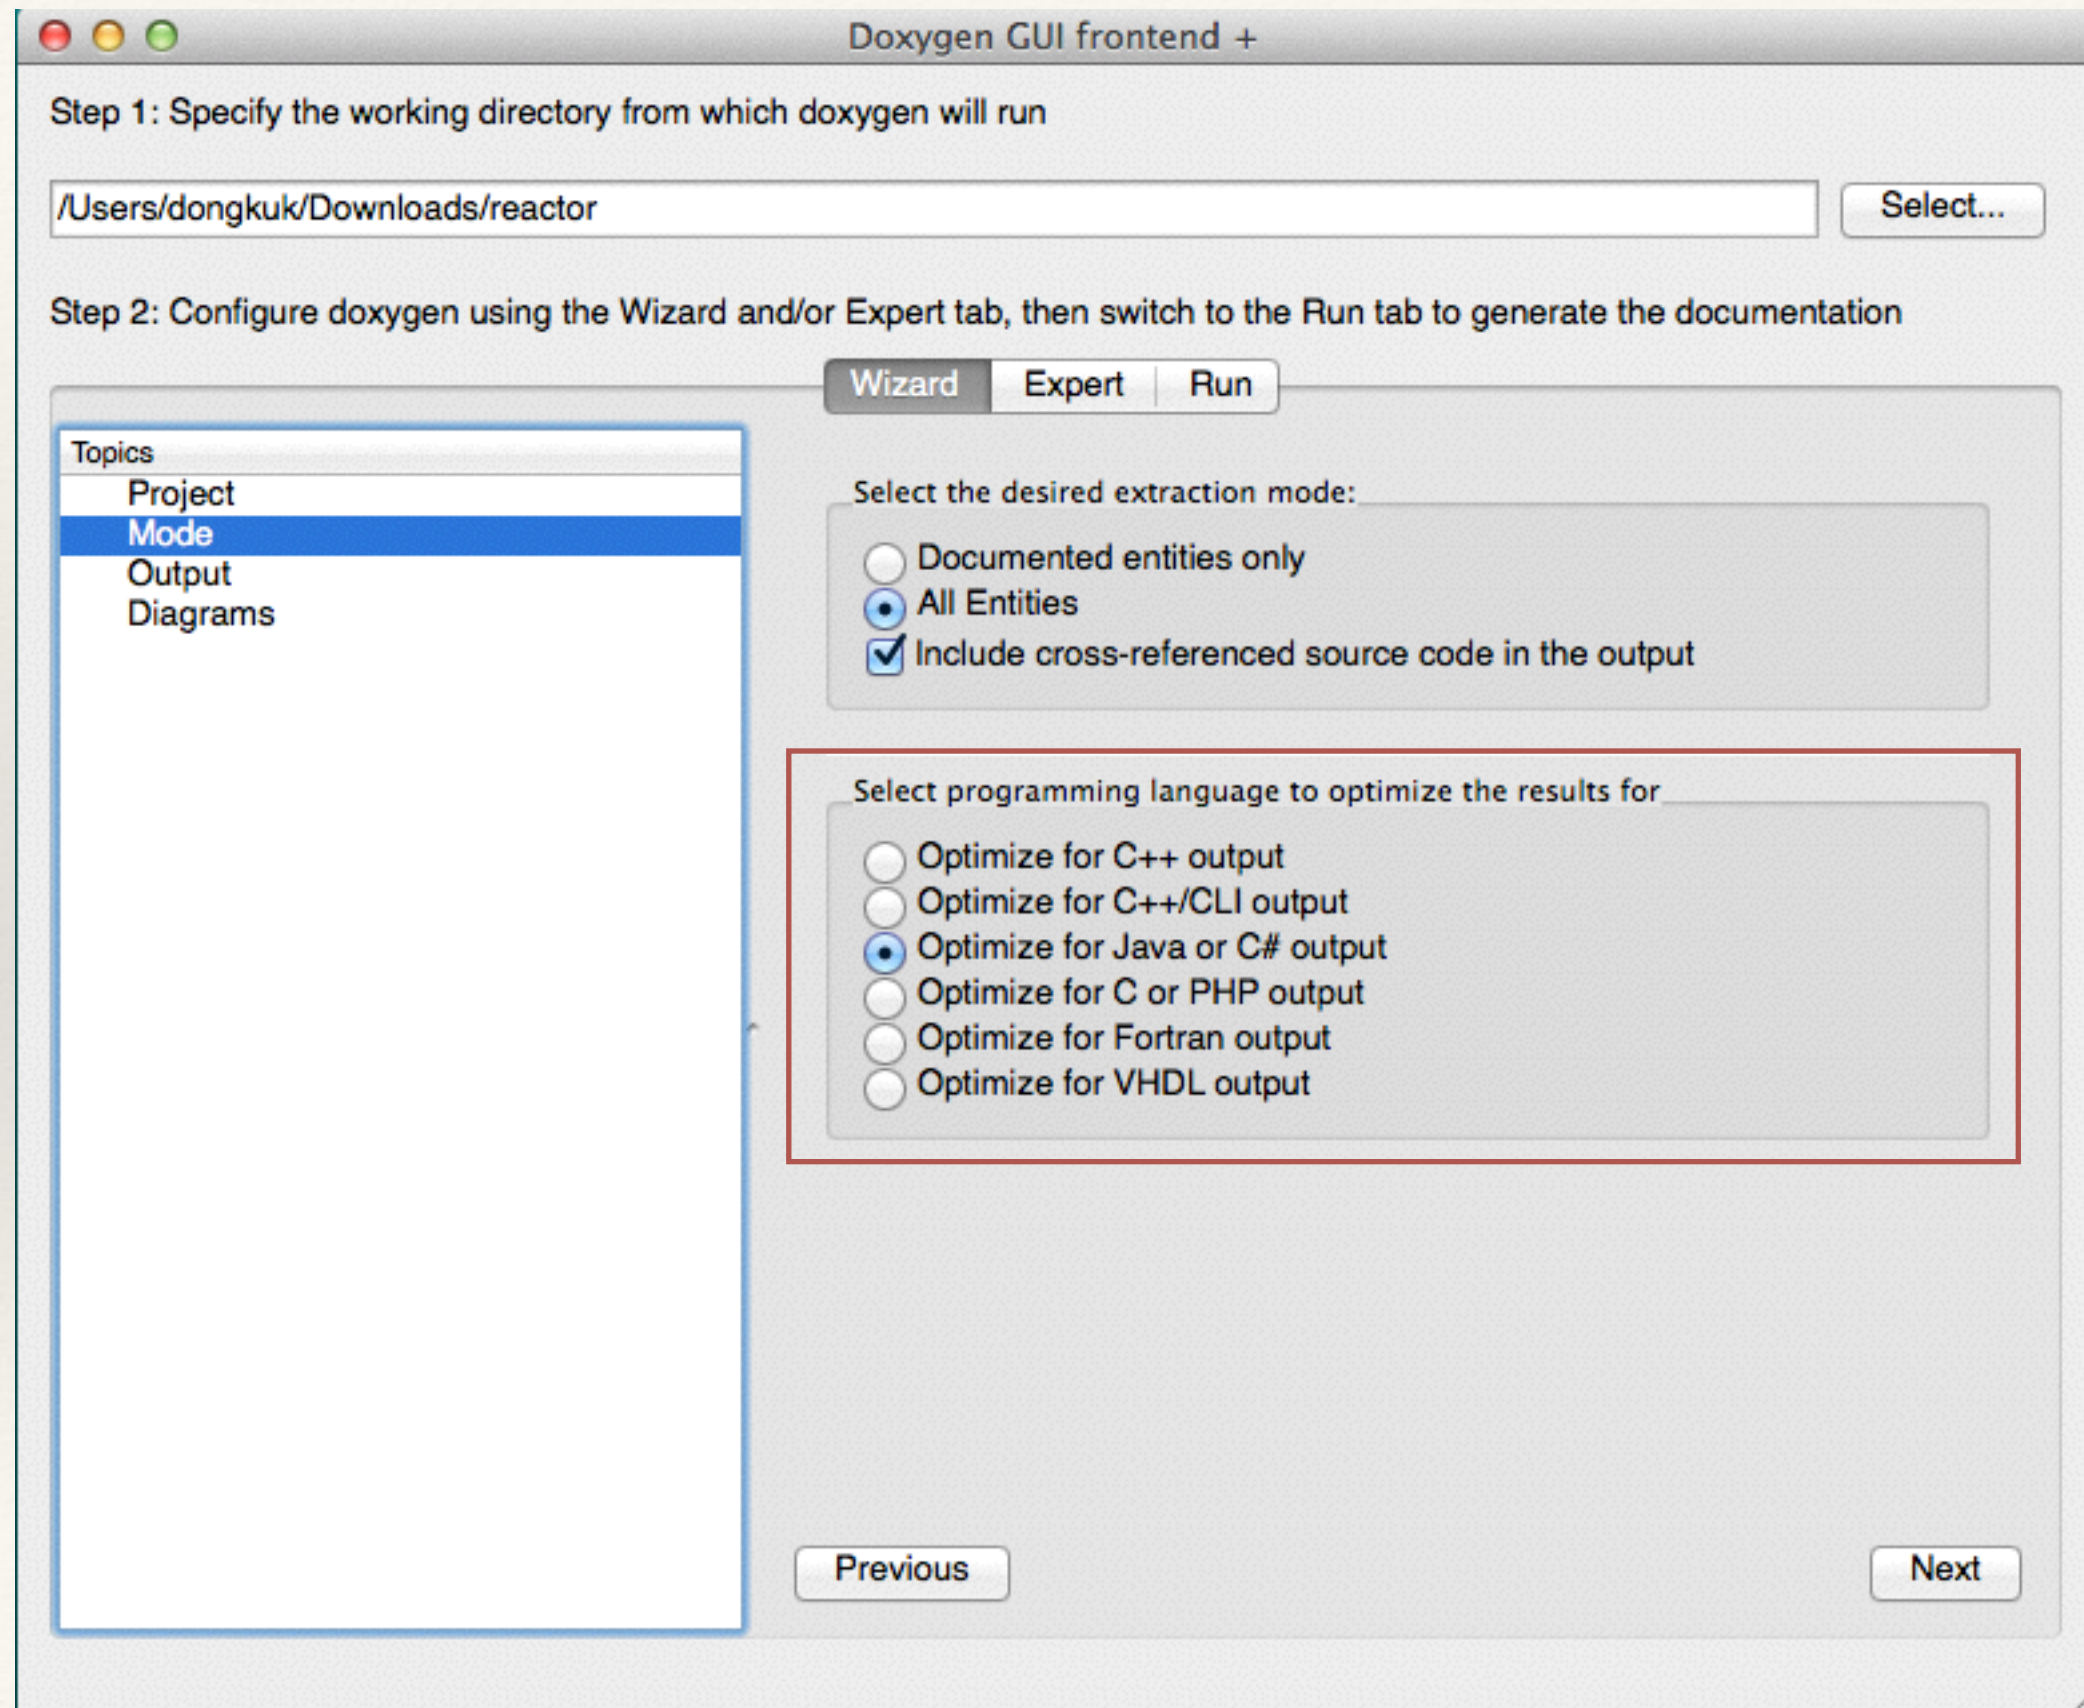 Doxygen GUI frontend +
Step 1: Specify the working directory from which doxygen will run
/Users/dongkuk/Downloads/reactor
Select...
Step 2: Configure doxygen using the Wizard and/or Expert tab, then switch to the Run tab to generate the documentation
Wizard Expert Run
Topics
Project
Mode
Output
Diagrams
Select the desired extraction mode:
Documented entities only
All Entities
Include cross-referenced source code in the output
Select programming language to optimize the results for
Optimize for C++ output
Optimize for C++/CLI output
Optimize for Java or C# output
Optimize for C or PHP output
Optimize for Fortran output
Optimize for VHDL output
Previous
Next